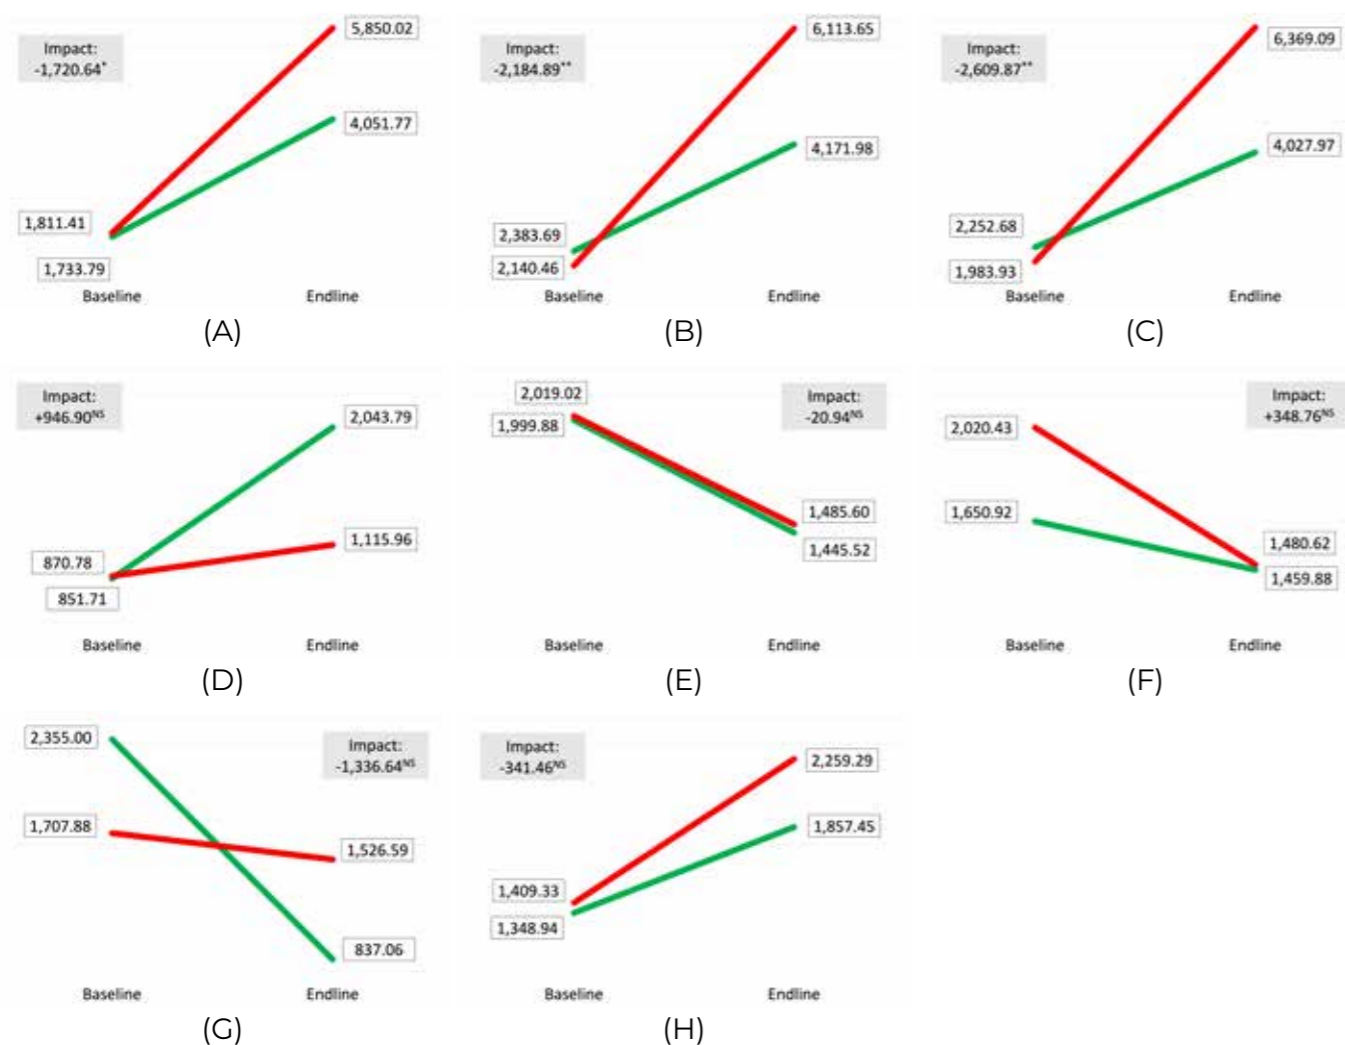 Impact:
-1,720.64*
5,850.02
4,051.77
1,811.41
1,733.79
Baseline Endline
(A)
Impact:
-2,184.89**
6,113.65
4,171.98
2,383.69
2,140.46
Baseline Endline
(B)
Impact:
-2,609.87**
6,369.09
4,027.97
2,252.68
1,983.93
Baseline Endline
(C)
Impact:
+946.90NS
2,043.79
1,115.96
870.78
851.71
Baseline Endline
(D)
2,019.02
1,999.88
Impact:
-20.94NS
1,485.60
1,445.52
Baseline Endline
(E)
Impact:
+348.76NS
2,020.43
1,650.92
1,480.62
1,459.88
Baseline Endline
(F)
2,355.00
Impact:
-1,336.64NS
1,707.88
1,526.59
837.06
Baseline Endline
(G)
Impact:
-341.46NS
2,259.29
1,857.45
1,409.33
1,348.94
Baseline Endline
(H)